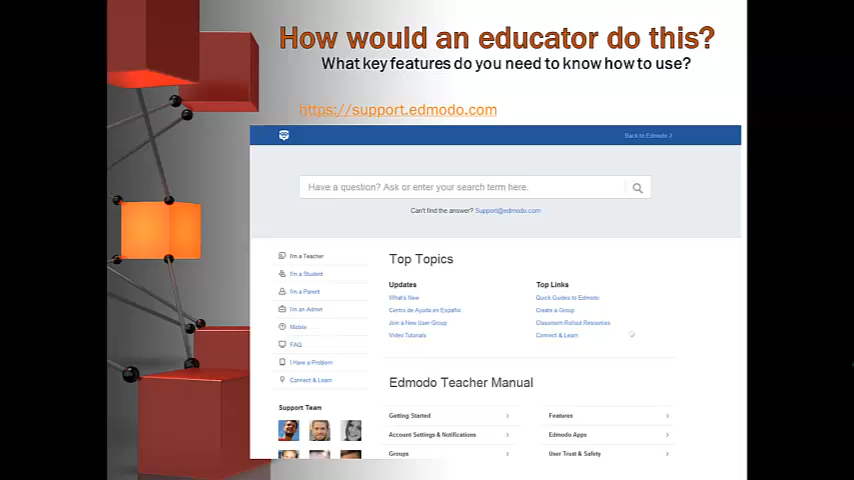 How would an educator do this?
What key features do you need to know how to use?
https://support.edmodo.com
Back to Edmodo
Have a question? Ask or enter your search term here.
Can't find the answer? Support@edmodo.com
I'm a Teacher
I'm a Student
I'm a Parent
I'm an Admin
Mobile
FAQ
I Have a Problem
Connect & Learn
Support Team
Top Topics
Updates
What's New
Centro de Ayuda en Español
Join a New User Group
Video Tutorials
Top Links
Quick Guides to Edmodo
Create a Group
Classroom Rollout Resources
Connect & Learn
Edmodo Teacher Manual
Getting Started
Features
Account Settings & Notifications
Edmodo Apps
Groups
User Trust & Safety